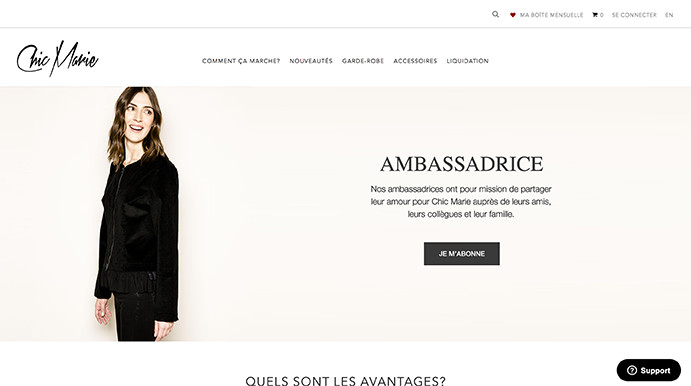 MA BOÎTE MENSUELLE 0 SE CONNECTER EN
Chic Marie
COMMENT ÇA MARCHE? NOUVEAUTÉS GARDE-ROBE ACCESSOIRES LIQUIDATION
AMBASSADRICE
Nos ambassadrices ont pour mission de partager
leur amour pour Chic Marie auprès de leurs amis,
leurs collègues et leur famille.
JE M'ABONNE
Support
QUELS SONT LES AVANTAGES?